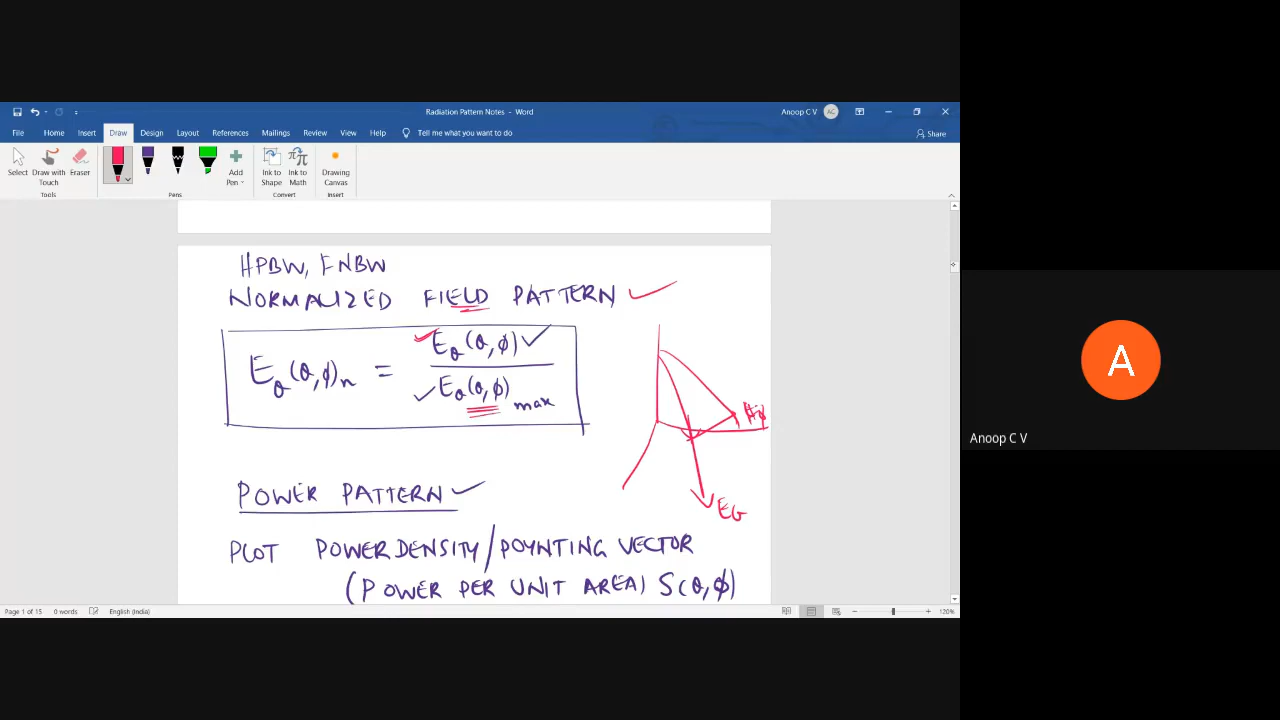 Radiation Pattern Notes - Word
Anoop C V
AC
File Home Insert Draw Design Layout References Mailings Review View Help Tell me what you want to do
Share
Select Draw with Touch Eraser Add Pen Ink to Shape Ink to Math Drawing Canvas
Tools Pens Convert Insert
HPBW, FNBW
NORMALIZED FIELD PATTERN
Eθ(θ,φ)n = Eθ(θ,φ) / Eθ(θ,φ) max
Eθ
POWER PATTERN
PLOT POWER DENSITY/POYNTING VECTOR
(POWER PER UNIT AREA) S(θ,φ)
Page 1 of 15 0 words English (India) 120%
A
Anoop C V